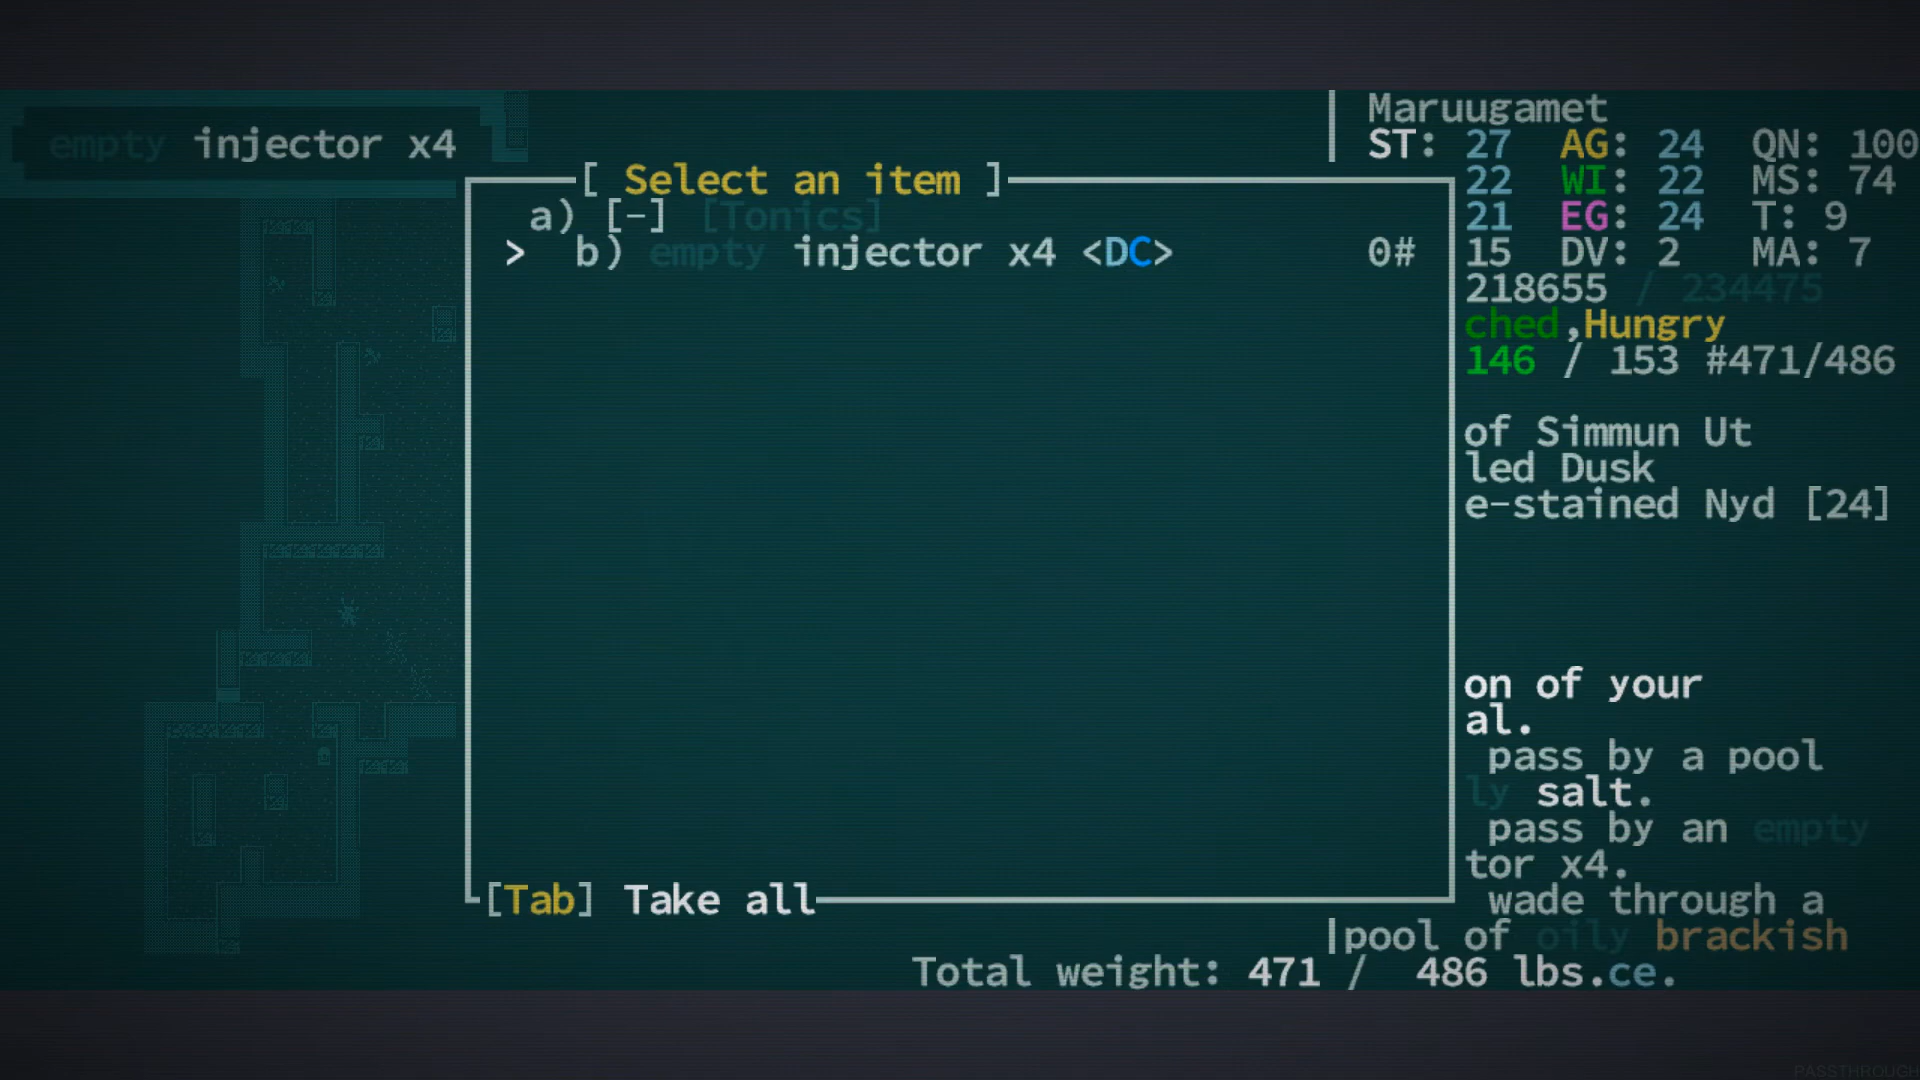 empty injector x4
Maruugamet
ST: 27 AG: 24 QN: 100
22 WI: 22 MS: 74
21 EG: 24 T: 9
15 DV: 2 MA: 7
218655 / 234475
ched,Hungry
146 / 153 #471/486
of Simmun Ut
led Dusk
e-stained Nyd [24]
[ Select an item ]
a) [-] [Tonics]
> b) empty injector x4 <DC> 0#
[Tab] Take all
on of your
al.
pass by a pool
ly salt.
pass by an empty
tor x4.
wade through a
pool of oily brackish
Total weight: 471 / 486 lbs.ce.
PASSTHROUGH